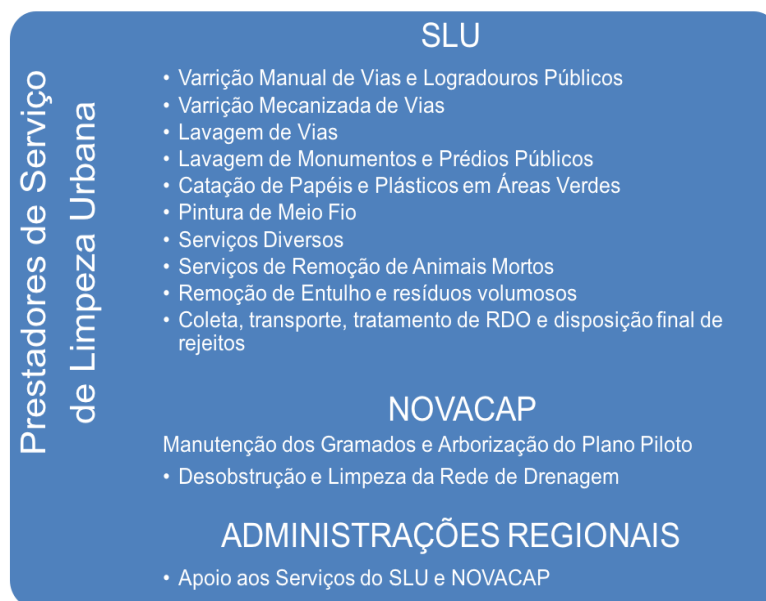 Prestadores de Serviço
de Limpeza Urbana
SLU
• Varrição Manual de Vias e Logradouros Públicos
• Varrição Mecanizada de Vias
• Lavagem de Vias
• Lavagem de Monumentos e Prédios Públicos
• Catação de Papéis e Plásticos em Áreas Verdes
• Pintura de Meio Fio
• Serviços Diversos
• Serviços de Remoção de Animais Mortos
• Remoção de Entulho e resíduos volumosos
• Coleta, transporte, tratamento de RDO e disposição final de
rejeitos
NOVACAP
Manutenção dos Gramados e Arborização do Plano Piloto
• Desobstrução e Limpeza da Rede de Drenagem
ADMINISTRAÇÕES REGIONAIS
• Apoio aos Serviços do SLU e NOVACAP